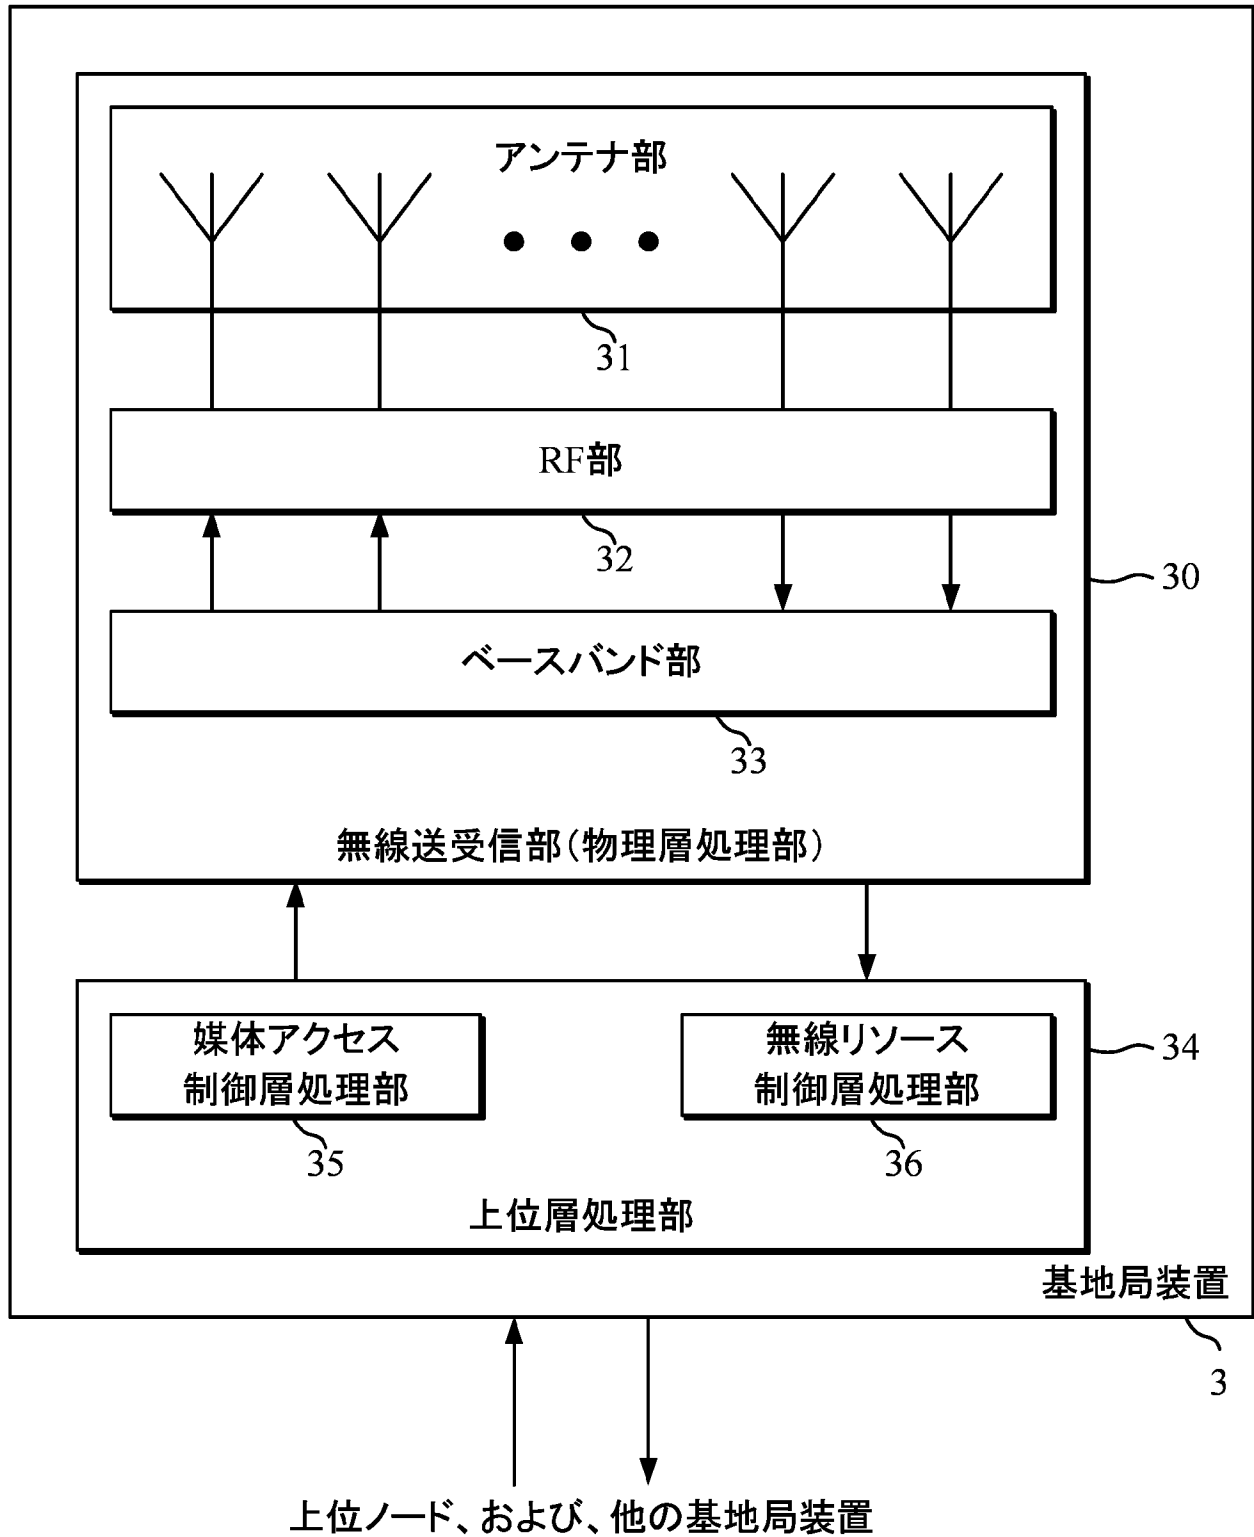 アンテナ部
31
RF部
32
30
ベースバンド部
33
無線送受信部(物理層処理部)
媒体アクセス
制御層処理部
35
無線リソース
制御層処理部
36
34
上位層処理部
基地局装置
3
上位ノード、および、他の基地局装置